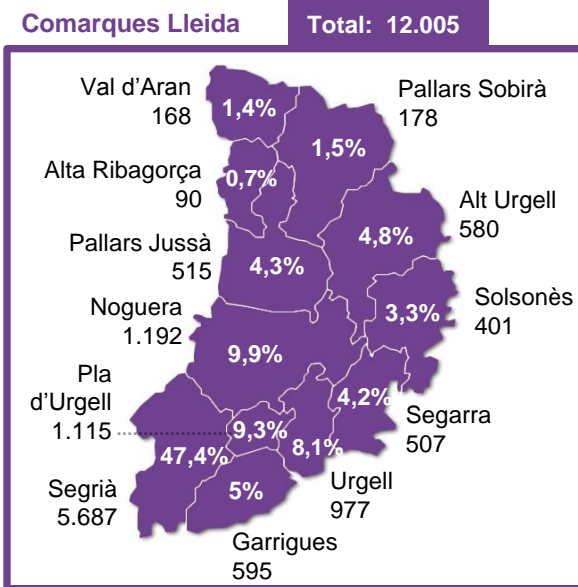 Comarques Lleida
Total: 12.005
Val d’Aran
168
1,4%
Pallars Sobirà
178
1,5%
Alta Ribagorça
90
0,7%
Alt Urgell
580
4,8%
Pallars Jussà
515
4,3%
Solsonès
401
3,3%
Noguera
1.192
9,9%
Pla
d’Urgell
1.115
9,3%
4,2%
Segarra
507
47,4%
Segrià
5.687
8,1%
Urgell
977
5%
Garrigues
595